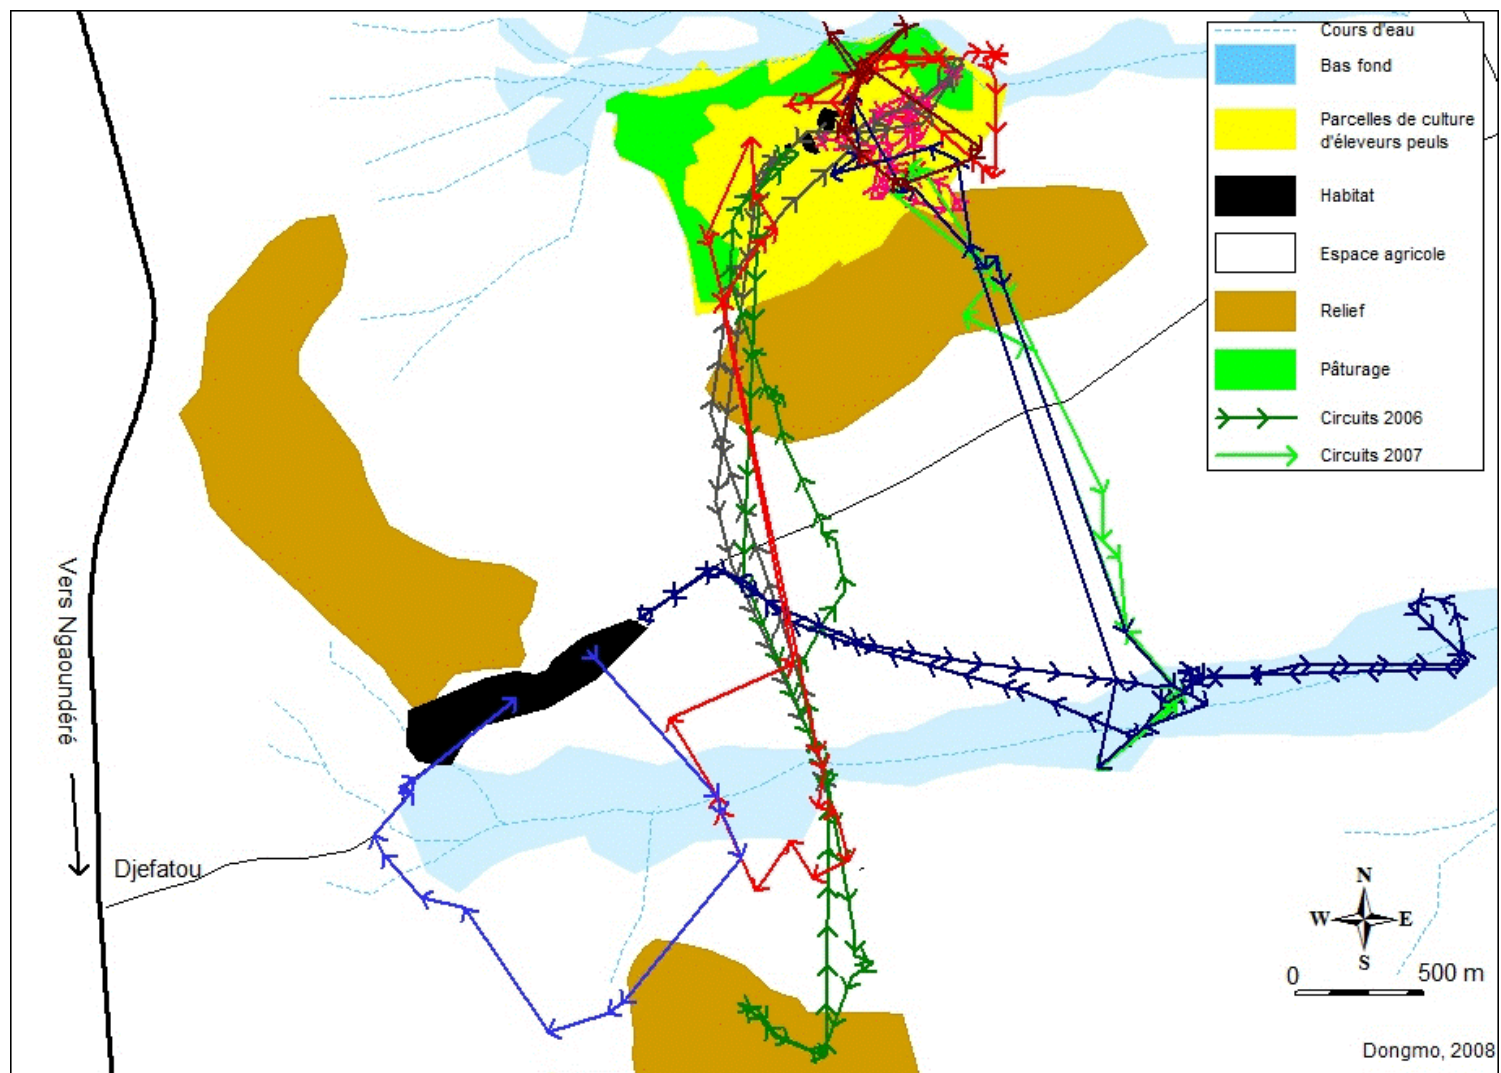 Cours d'eau
Bas fond
Parcelles de culture
d'éleveurs peuls
Habitat
Espace agricole
Relief
Pâturage
Circuits 2006
Circuits 2007
Vers Ngaoundéré
Djefatou
N
W E
S
0 500 m
Dongmo, 2008